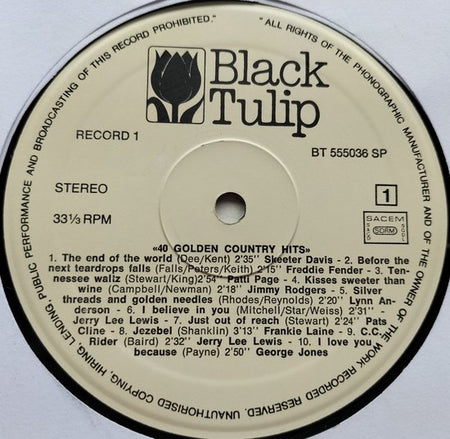 "ALL RIGHTS OF THE PHONOGRAPHIC MANUFACTURER AND OF THE OWNER OF THE WORK RECORDED RESERVED. UNAUTHORISED COPYING, HIRING, LENDING, PUBLIC PERFORMANCE AND BROADCASTING OF THIS RECORD PROHIBITED."
Black
Tulip
RECORD 1
BT 555036 SP
STEREO
1
33⅓ RPM
SACEM
SDRM
«40 GOLDEN COUNTRY HITS»
1. The end of the world (Dee/Kent) 2'35'' Skeeter Davis - 2. Before the
next teardrops falls (Falls/Peters/Keith) 2'15'' Freddie Fender - 3. Ten-
nessee waltz (Stewart/King) 2'54'' Patti Page - 4. Kisses sweeter than
wine (Campbell/Newman) 2'18'' Jimmy Rodgers - 5. Silver
threads and golden needles (Rhodes/Reynolds) 2'20'' Lynn An-
derson - 6. I believe in you (Mitchell/Star/Weiss) 2'31'' -
Jerry Lee Lewis - 7. Just out of reach (Stewart) 2'24'' Pats
Cline - 8. Jezebel (Shanklin) 3'13'' Frankie Laine - 9. C.C.
Rider (Baird) 2'32'' Jerry Lee Lewis - 10. I love you
because (Payne) 2'50'' George Jones